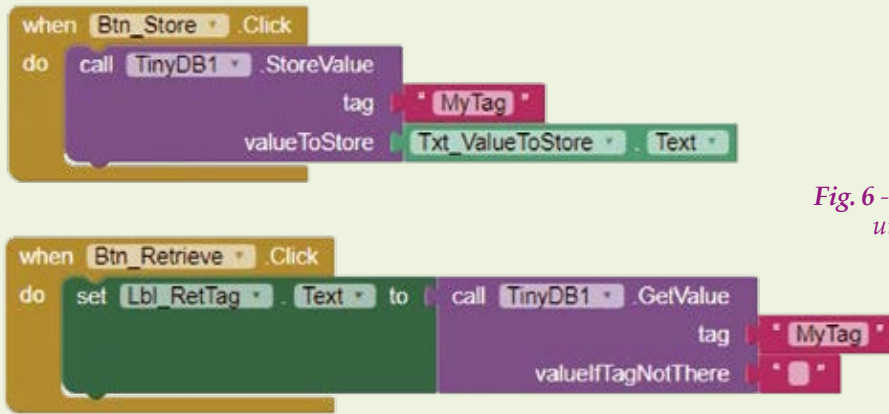 when Btn_Store .Click
do call TinyDB1 .StoreValue
tag " MyTag "
valueToStore Txt_ValueToStore . Text
Fig. 6 -
when Btn_Retrieve .Click
do set Lbl_RetTag . Text to call TinyDB1 .GetValue
tag " MyTag "
valueIfTagNotThere " "